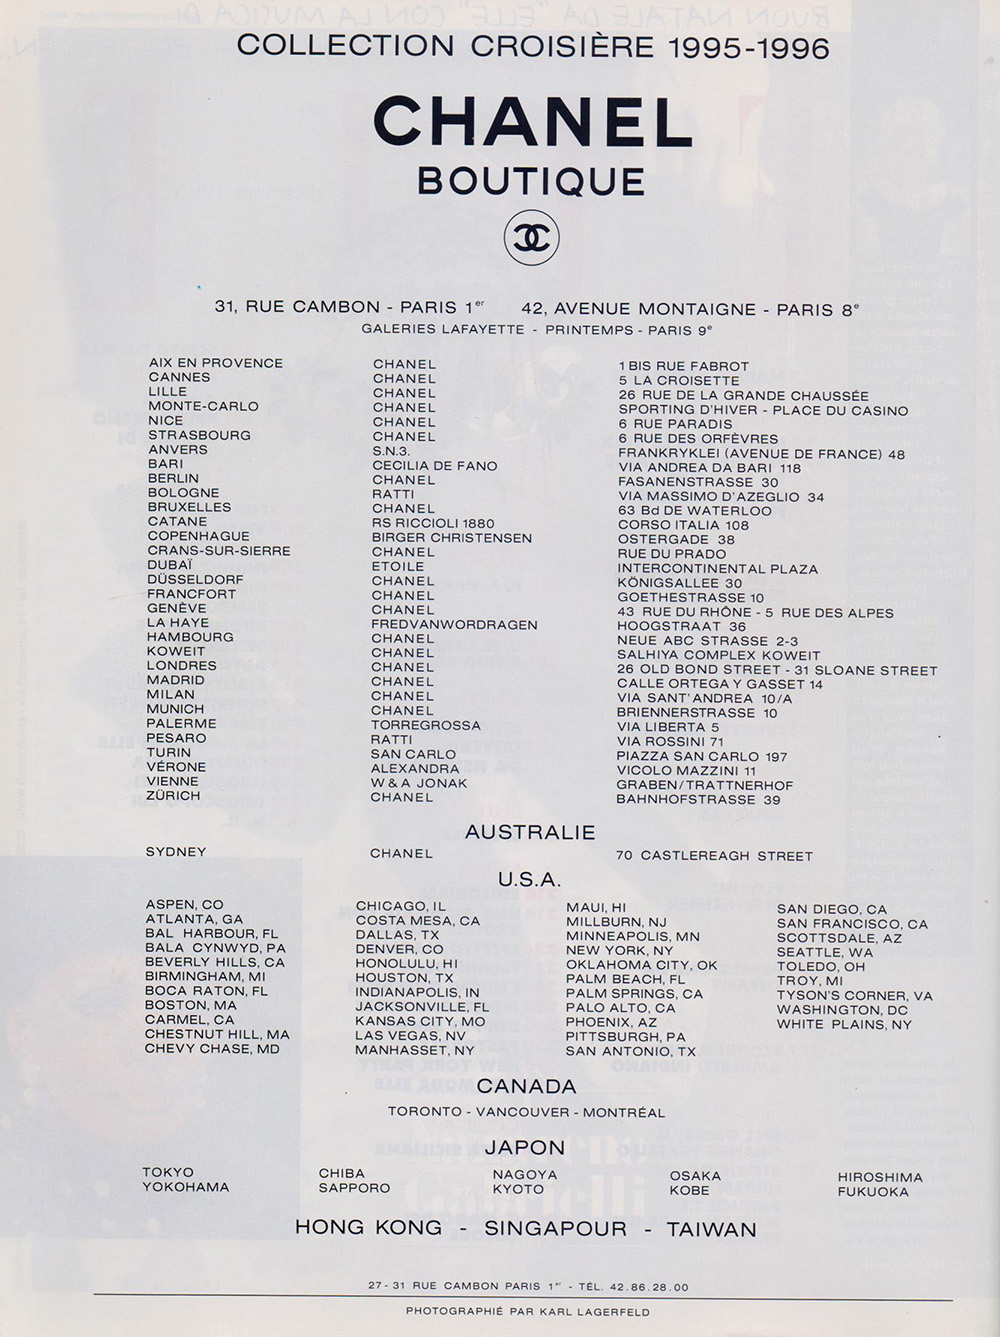 COLLECTION CROISIÈRE 1995-1996
CHANEL
BOUTIQUE
31, RUE CAMBON - PARIS 1er 42, AVENUE MONTAIGNE - PARIS 8e
GALERIES LAFAYETTE - PRINTEMPS - PARIS 9e
AIX EN PROVENCE CHANEL 1 BIS RUE FABROT
CANNES CHANEL 5 LA CROISETTE
LILLE CHANEL 26 RUE DE LA GRANDE CHAUSSÉE
MONTE-CARLO CHANEL SPORTING D'HIVER - PLACE DU CASINO
NICE CHANEL 6 RUE PARADIS
STRASBOURG CHANEL 6 RUE DES ORFÈVRES
ANVERS S.N.3. FRANKRYKLEI (AVENUE DE FRANCE) 48
BARI CECILIA DE FANO VIA ANDREA DA BARI 118
BERLIN CHANEL FASANENSTRASSE 30
BOLOGNE RATTI VIA MASSIMO D'AZEGLIO 34
BRUXELLES CHANEL 63 Bd DE WATERLOO
CATANE RS RICCIOLI 1880 CORSO ITALIA 108
COPENHAGUE BIRGER CHRISTENSEN OSTERGADE 38
CRANS-SUR-SIERRE CHANEL RUE DU PRADO
DUBAÏ ETOILE INTERCONTINENTAL PLAZA
DÜSSELDORF CHANEL KÖNIGSALLEE 30
FRANCFORT CHANEL GOETHESTRASSE 10
GENÈVE CHANEL 43 RUE DU RHÔNE - 5 RUE DES ALPES
LA HAYE FREDVANWORDRAGEN HOOGSTRAAT 36
HAMBOURG CHANEL NEUE ABC STRASSE 2-3
KOWEIT CHANEL SALHIYA COMPLEX KOWEIT
LONDRES CHANEL 26 OLD BOND STREET - 31 SLOANE STREET
MADRID CHANEL CALLE ORTEGA Y GASSET 14
MILAN CHANEL VIA SANT'ANDREA 10/A
MUNICH CHANEL BRIENNERSTRASSE 10
PALERME TORREGROSSA VIA LIBERTA 5
PESARO RATTI VIA ROSSINI 71
TURIN SAN CARLO PIAZZA SAN CARLO 197
VÉRONE ALEXANDRA VICOLO MAZZINI 11
VIENNE W & A JONAK GRABEN/TRATTNERHOF
ZÜRICH CHANEL BAHNHOFSTRASSE 39
AUSTRALIE
SYDNEY CHANEL 70 CASTLEREAGH STREET
U.S.A.
ASPEN, CO CHICAGO, IL MAUI, HI SAN DIEGO, CA
ATLANTA, GA COSTA MESA, CA MILLBURN, NJ SAN FRANCISCO, CA
BAL HARBOUR, FL DALLAS, TX MINNEAPOLIS, MN SCOTTSDALE, AZ
BALA CYNWYD, PA DENVER, CO NEW YORK, NY SEATTLE, WA
BEVERLY HILLS, CA HONOLULU, HI OKLAHOMA CITY, OK TOLEDO, OH
BIRMINGHAM, MI HOUSTON, TX PALM BEACH, FL TROY, MI
BOCA RATON, FL INDIANAPOLIS, IN PALM SPRINGS, CA TYSON'S CORNER, VA
BOSTON, MA JACKSONVILLE, FL PALO ALTO, CA WASHINGTON, DC
CARMEL, CA KANSAS CITY, MO PHOENIX, AZ WHITE PLAINS, NY
CHESTNUT HILL, MA LAS VEGAS, NV PITTSBURGH, PA
CHEVY CHASE, MD MANHASSET, NY SAN ANTONIO, TX
CANADA
TORONTO - VANCOUVER - MONTRÉAL
JAPON
TOKYO CHIBA NAGOYA OSAKA HIROSHIMA
YOKOHAMA SAPPORO KYOTO KOBE FUKUOKA
HONG KONG - SINGAPOUR - TAIWAN
27-31 RUE CAMBON PARIS 1er - TÉL. 42.86.28.00
PHOTOGRAPHIÉ PAR KARL LAGERFELD